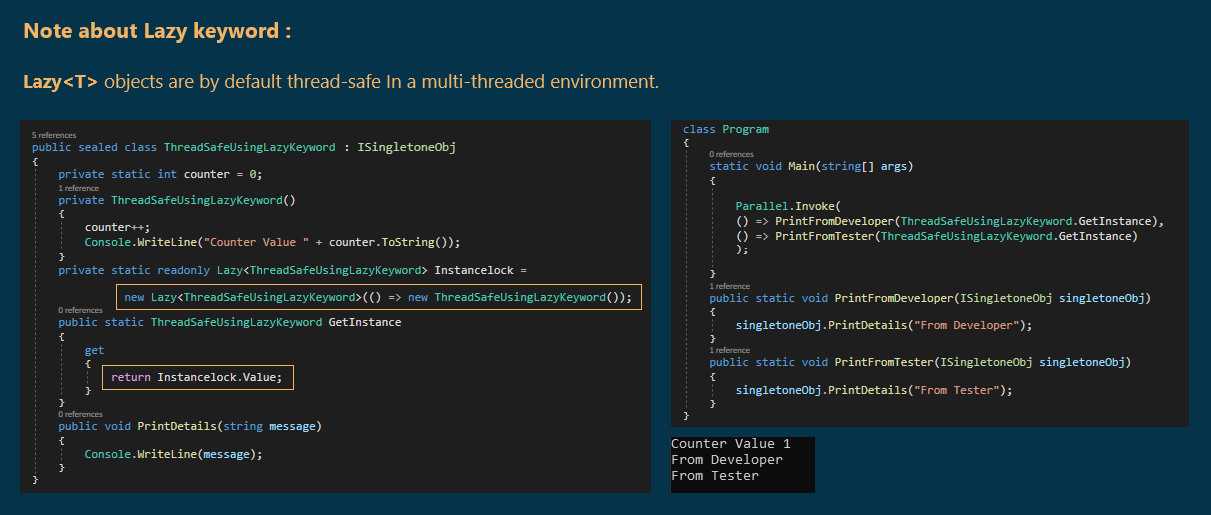 Note about Lazy keyword :
Lazy<T> objects are by default thread-safe In a multi-threaded environment.
5 references
public sealed class ThreadSafeUsingLazyKeyword : ISingletoneObj
{
private static int counter = 0;
1 reference
private ThreadSafeUsingLazyKeyword()
{
counter++;
Console.WriteLine("Counter Value " + counter.ToString());
}
private static readonly Lazy<ThreadSafeUsingLazyKeyword> Instancelock =
new Lazy<ThreadSafeUsingLazyKeyword>(() => new ThreadSafeUsingLazyKeyword());
0 references
public static ThreadSafeUsingLazyKeyword GetInstance
{
get
{
return Instancelock.Value;
}
}
0 references
public void PrintDetails(string message)
{
Console.WriteLine(message);
}
}
class Program
{
0 references
static void Main(string[] args)
{
Parallel.Invoke(
() => PrintFromDeveloper(ThreadSafeUsingLazyKeyword.GetInstance),
() => PrintFromTester(ThreadSafeUsingLazyKeyword.GetInstance)
);
}
1 reference
public static void PrintFromDeveloper(ISingletoneObj singletoneObj)
{
singletoneObj.PrintDetails("From Developer");
}
1 reference
public static void PrintFromTester(ISingletoneObj singletoneObj)
{
singletoneObj.PrintDetails("From Tester");
}
}
Counter Value 1
From Developer
From Tester